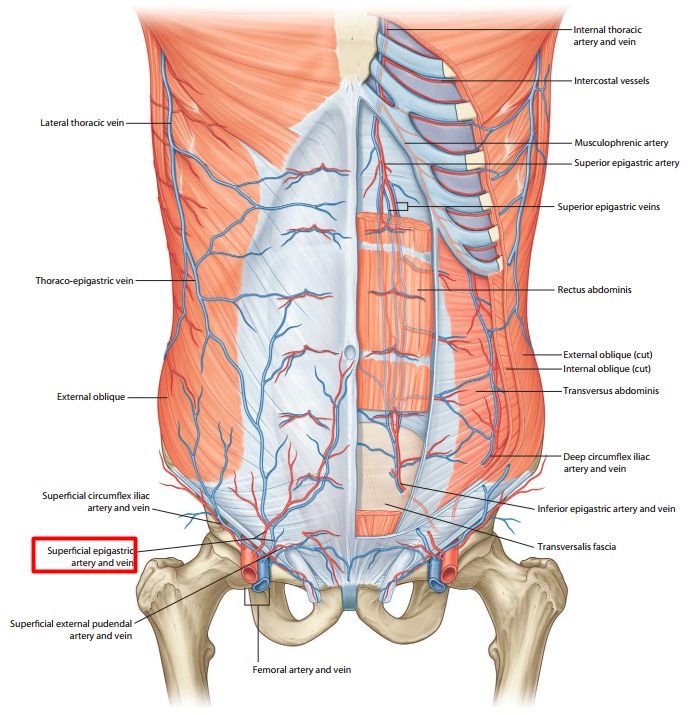 Internal thoracic
artery and vein
Intercostal vessels
Lateral thoracic vein
Musculophrenic artery
Superior epigastric artery
Superior epigastric veins
Thoraco-epigastric vein
Rectus abdominis
External oblique (cut)
Internal oblique (cut)
Transversus abdominis
External oblique
Deep circumflex iliac
artery and vein
Superficial circumflex iliac
artery and vein
Inferior epigastric artery and vein
Superficial epigastric
artery and vein
Transversalis fascia
Superficial external pudendal
artery and vein
Femoral artery and vein